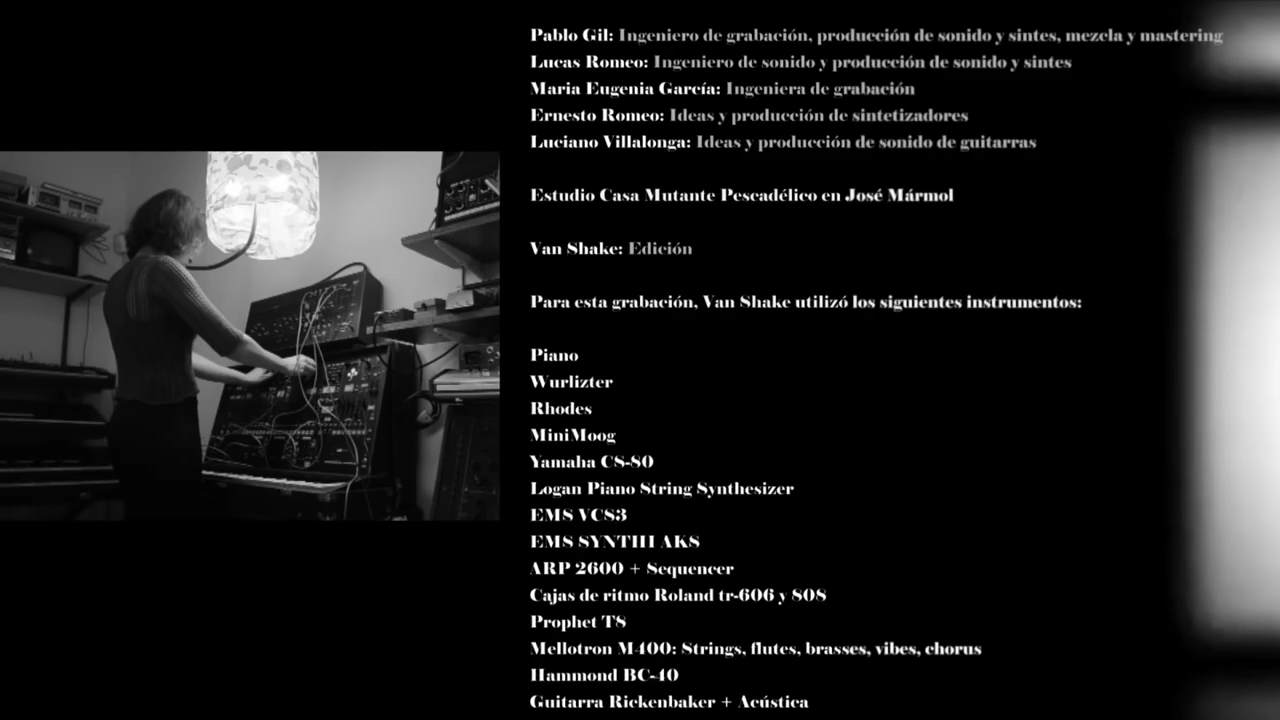 Pablo Gil: Ingeniero de grabación, producción de sonido y sintes, mezcla y mastering
Lucas Romeo: Ingeniero de sonido y producción de sonido y sintes
Maria Eugenia García: Ingeniera de grabación
Ernesto Romeo: Ideas y producción de sintetizadores
Luciano Villalonga: Ideas y producción de sonido de guitarras
Estudio Casa Mutante Pescadélico en José Mármol
Van Shake: Edición
Para esta grabación, Van Shake utilizó los siguientes instrumentos:
Piano
Wurlizter
Rhodes
MiniMoog
Yamaha CS-80
Logan Piano String Synthesizer
EMS VCS3
EMS SYNTHI AKS
ARP 2600 + Sequencer
Cajas de ritmo Roland tr-606 y 808
Prophet T8
Mellotron M400: Strings, flutes, brasses, vibes, chorus
Hammond BC-40
Guitarra Rickenbaker + Acústica